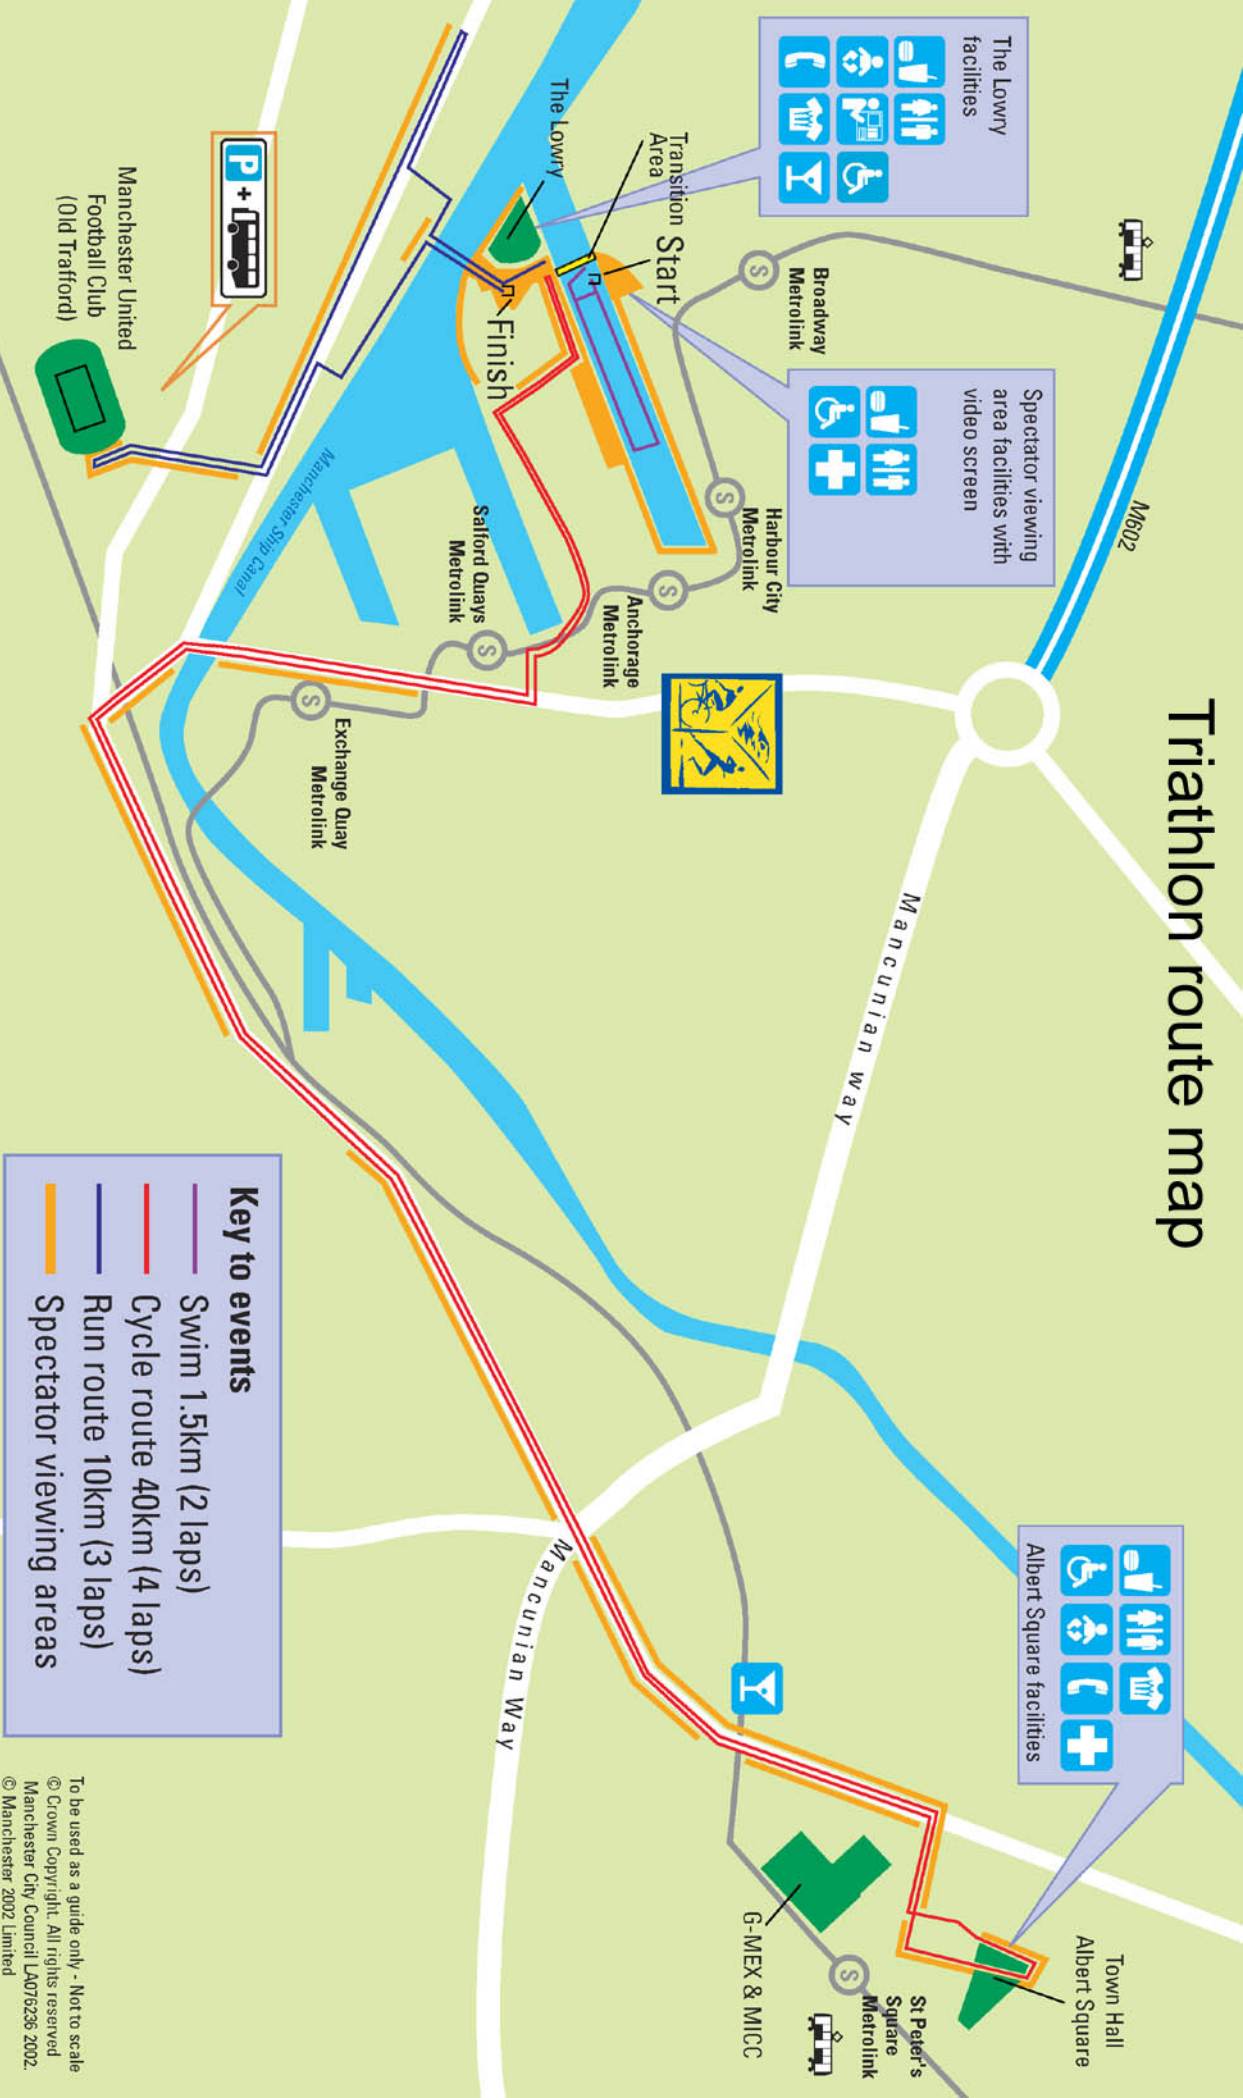 Triathlon route map
The Lowry
facilities
Spectator viewing
area facilities with
video screen
M602
Broadway
Metrolink
Harbour City
Metrolink
Anchorage
Metrolink
Salford Quays
Metrolink
Exchange Quay
Metrolink
Transition
Area
Start
The Lowry
Finish
Manchester Ship Canal
P +
Manchester United
Football Club
(Old Trafford)
Mancunian way
Mancunian Way
Albert Square facilities
Town Hall
Albert Square
St Peter's
Square
Metrolink
G-MEX & MICC
S
S
S
S
S
S
Key to events
Swim 1.5km (2 laps)
Cycle route 40km (4 laps)
Run route 10km (3 laps)
Spectator viewing areas
To be used as a guide only - Not to scale
© Crown Copyright. All rights reserved
Manchester City Council LA076236 2002.
© Manchester 2002 Limited